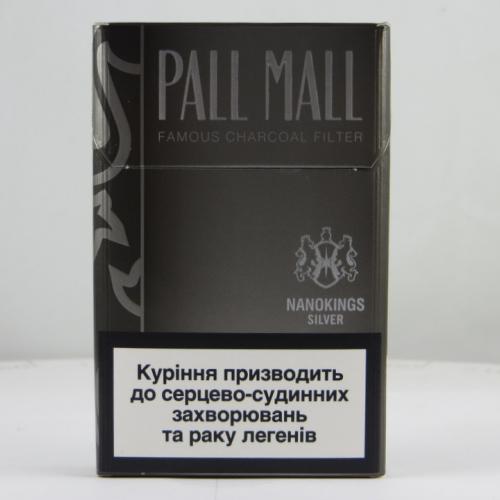 PALL MALL
FAMOUS CHARCOAL FILTER
NANOKINGS
SILVER
Куріння призводить
до серцево-судинних
захворювань
та раку легенів